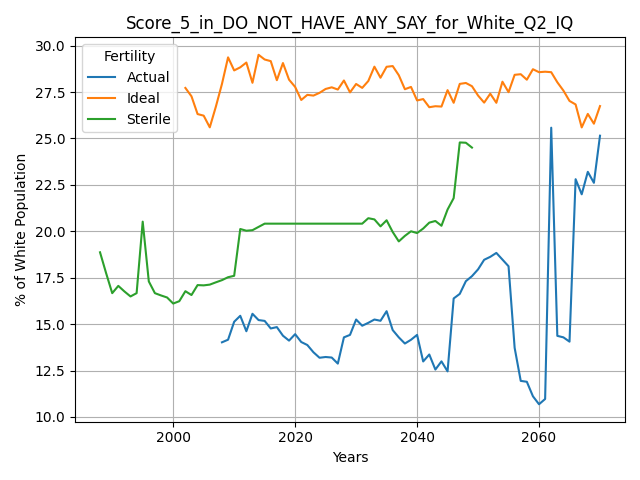 Score_5_in_DO_NOT_HAVE_ANY_SAY_for_White_Q2_IQ
30.0
27.5
25.0
22.5
20.0
17.5
15.0
12.5
10.0
% of White Population
Fertility
Actual
Ideal
Sterile
2000
2020
2040
2060
Years